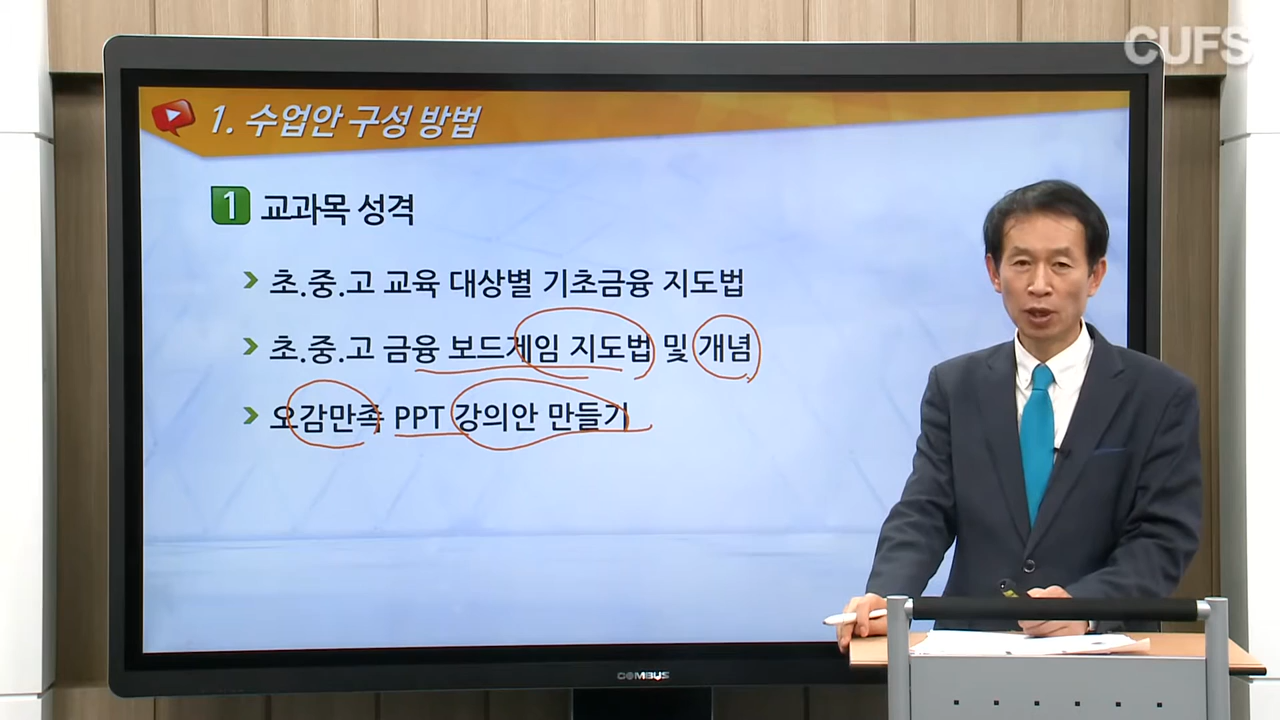 CUFS
1. 수업안 구성 방법
1 교과목 성격
초.중.고 교육 대상별 기초금융 지도법
초.중.고 금융 보드게임 지도법 및 개념
오감만족 PPT 강의안 만들기
COMBUS